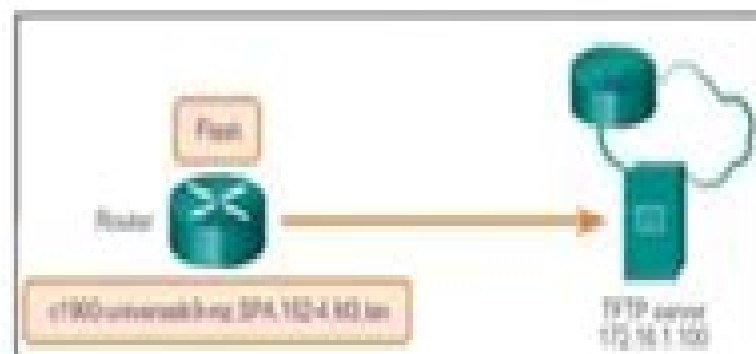 Flash
Router
c1900-universalk9-mz.SPA.152-4.M3.bin
TFTP server
172.16.1.100